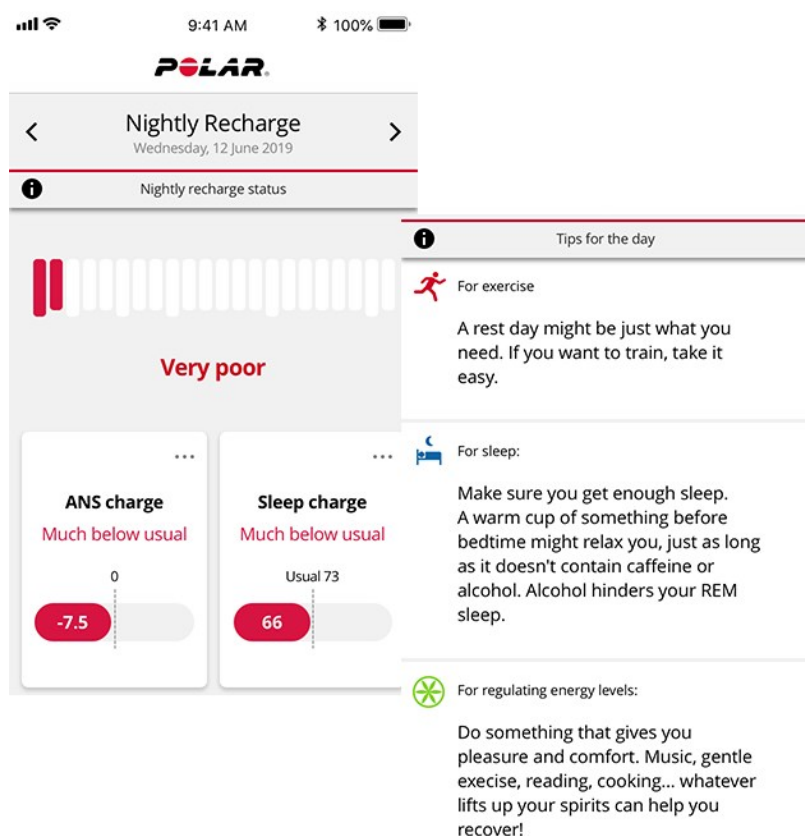 9:41 AM
100%
POLAR
Nightly Recharge
Wednesday, 12 June 2019
Nightly recharge status
Very poor
ANS charge
Much below usual
0
-7.5
Sleep charge
Much below usual
Usual 73
66
Tips for the day
For exercise
A rest day might be just what you
need. If you want to train, take it
easy.
For sleep:
Make sure you get enough sleep.
A warm cup of something before
bedtime might relax you, just as long
as it doesn't contain caffeine or
alcohol. Alcohol hinders your REM
sleep.
For regulating energy levels:
Do something that gives you
pleasure and comfort. Music, gentle
execise, reading, cooking... whatever
lifts up your spirits can help you
recover!